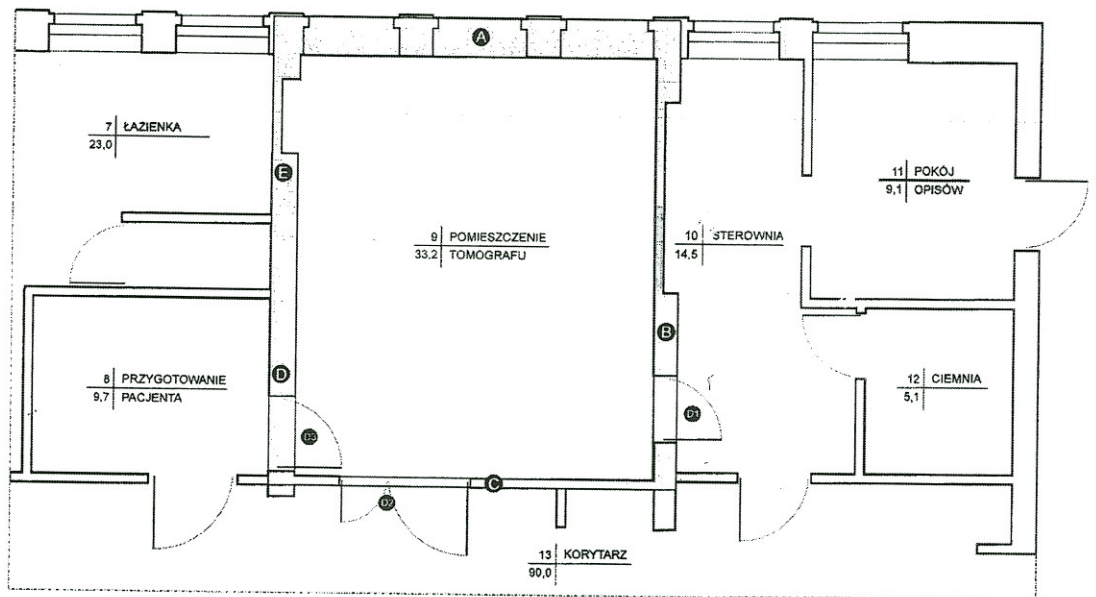 A
7 ŁAZIENKA
23,0
E
9 POMIESZCZENIE
33,2 TOMOGRAFU
10 STEROWNIA
14,5
11 POKÓJ
9,1 OPISÓW
B
8 PRZYGOTOWANIE
9,7 PACJENTA
D
12 CIEMNIA
5,1
D1
D3
C
D2
13 KORYTARZ
90,0